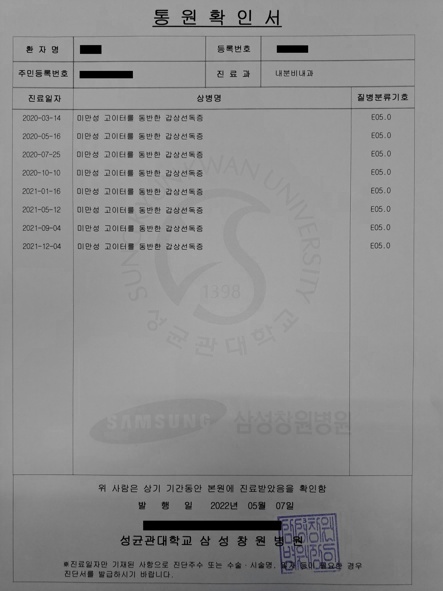 통 원 확 인 서
환 자 명 등록번호
주민등록번호 진 료 과 내분비내과
진료일자 상병명 질병분류기호
2020-03-14 미만성 고이터를 동반한 갑상선독증 E05.0
2020-05-16 미만성 고이터를 동반한 갑상선독증 E05.0
2020-07-25 미만성 고이터를 동반한 갑상선독증 E05.0
2020-10-10 미만성 고이터를 동반한 갑상선독증 E05.0
2021-01-16 미만성 고이터를 동반한 갑상선독증 E05.0
2021-05-12 미만성 고이터를 동반한 갑상선독증 E05.0
2021-09-04 미만성 고이터를 동반한 갑상선독증 E05.0
2021-12-04 미만성 고이터를 동반한 갑상선독증 E05.0
SUNGKYUNKWAN UNIVERSITY
1398
성균관대학교
SAMSUNG 삼성창원병원
위 사람은 상기 기간동안 본원에 진료받았음을 확인함
발 행 일 2022년 05월 07일
성균관대학교 삼 성 창 원 병 원
※진료일자만 기재된 사항으로 진단주수 또는 수술·시술명, 등이 필요한 경우
진단서를 발급하시기 바랍니다.